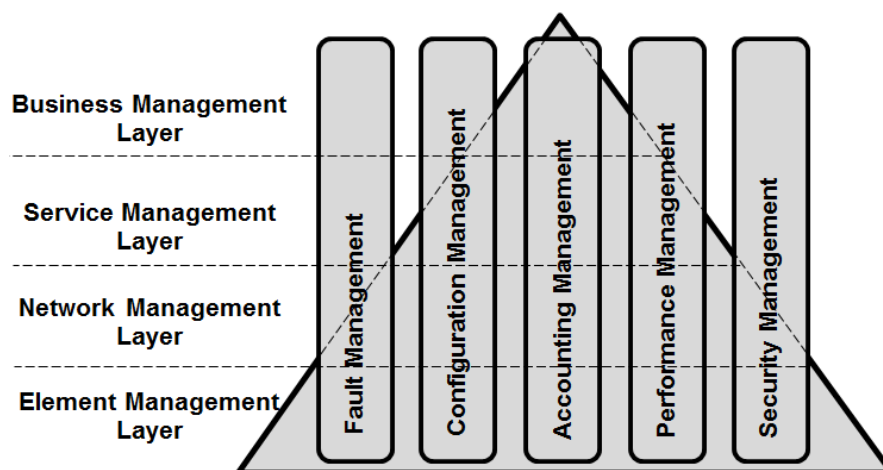 Business Management
Layer
Service Management
Layer
Network Management
Layer
Element Management
Layer
Fault Management
Configuration Management
Accounting Management
Performance Management
Security Management